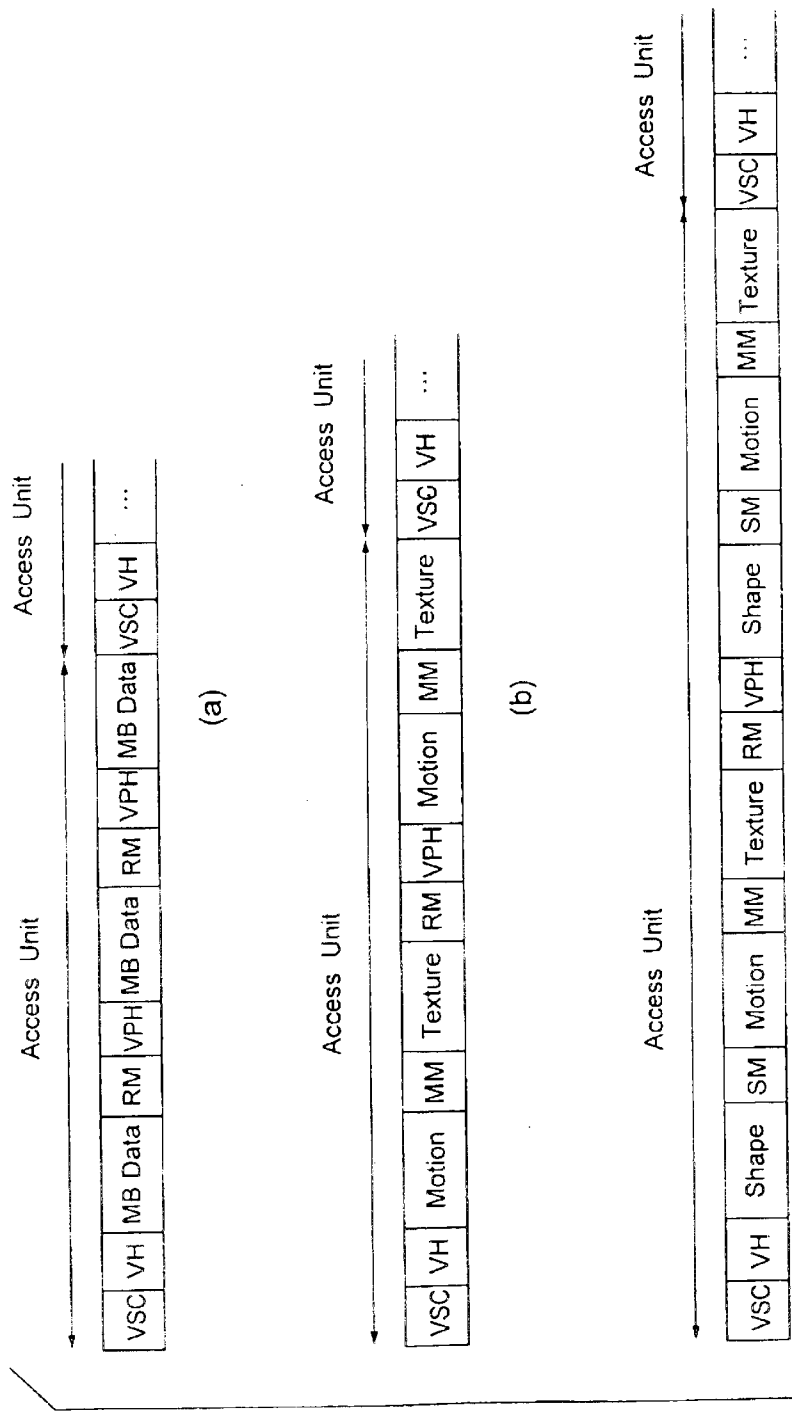 Access Unit Access Unit
VSC VH MB Data RM VPH MB Data RM VPH MB Data VSC VH ...
(a)
Access Unit Access Unit
VSC VH Motion MM Texture RM VPH Motion MM Texture VSC VH ...
(b)
Access Unit Access Unit
VSC VH Shape SM Motion MM Texture RM VPH Shape SM Motion MM Texture VSC VH ...